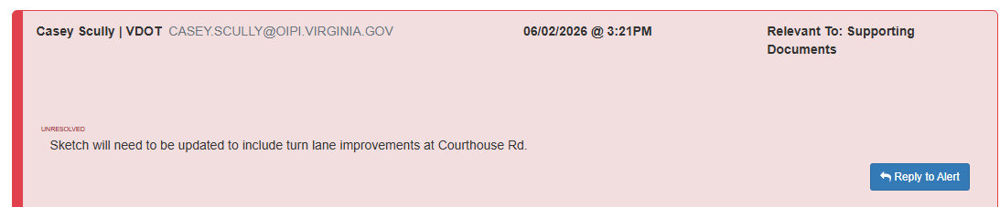 Casey Scully | VDOT CASEY.SCULLY@OIPI.VIRGINIA.GOV
06/02/2026 @ 3:21PM
Relevant To: Supporting
Documents
UNRESOLVED
Sketch will need to be updated to include turn lane improvements at Courthouse Rd.
Reply to Alert